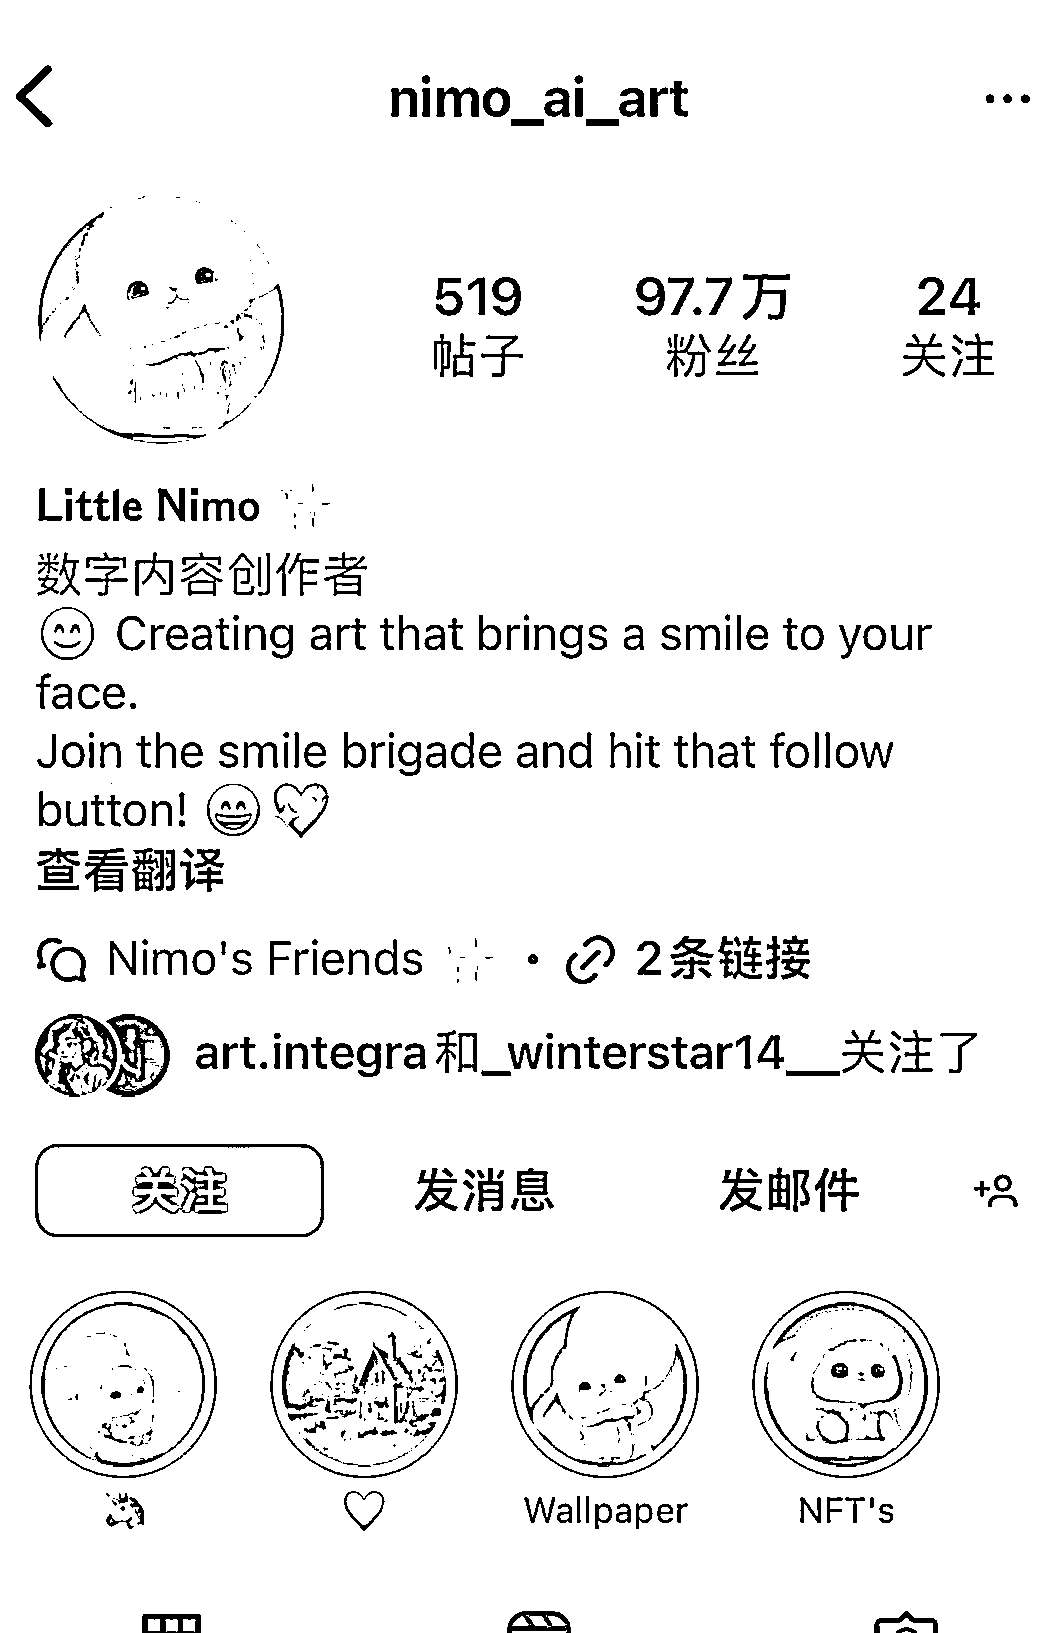 nimo_ai_art
519 97.7万 24
帖子 粉丝 关注
Little Nimo
数字内容创作者
😊 Creating art that brings a smile to your
face.
Join the smile brigade and hit that follow
button! 😄💖
查看翻译
Nimo's Friends · 2条链接
art.integra和_winterstar14__关注了
关注 发消息 发邮件
Wallpaper NFT's